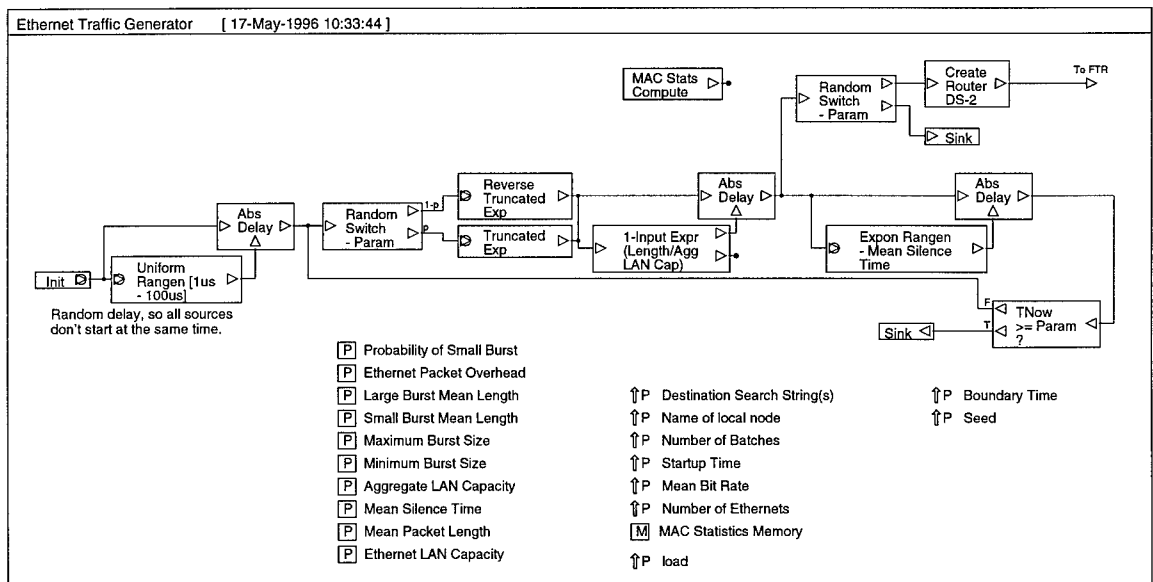 Ethernet Traffic Generator [ 17-May-1996 10:33:44 ]
MAC Stats
Compute
Random
Switch
- Param
Create
Router
DS-2
To FTR
Sink
Init
Uniform
Rangen [1us
- 100us]
Abs
Delay
Random delay, so all sources
don't start at the same time.
Random
Switch
- Param
1-p
p
Reverse
Truncated
Exp
Truncated
Exp
1-Input Expr
(Length/Agg
LAN Cap)
Abs
Delay
Expon Rangen
- Mean Silence
Time
Abs
Delay
F
T
TNow
>= Param
?
Sink
P Probability of Small Burst
P Ethernet Packet Overhead
P Large Burst Mean Length
P Small Burst Mean Length
P Maximum Burst Size
P Minimum Burst Size
P Aggregate LAN Capacity
P Mean Silence Time
P Mean Packet Length
P Ethernet LAN Capacity
⇑P Destination Search String(s)
⇑P Name of local node
⇑P Number of Batches
⇑P Startup Time
⇑P Mean Bit Rate
⇑P Number of Ethernets
M MAC Statistics Memory
⇑P load
⇑P Boundary Time
⇑P Seed